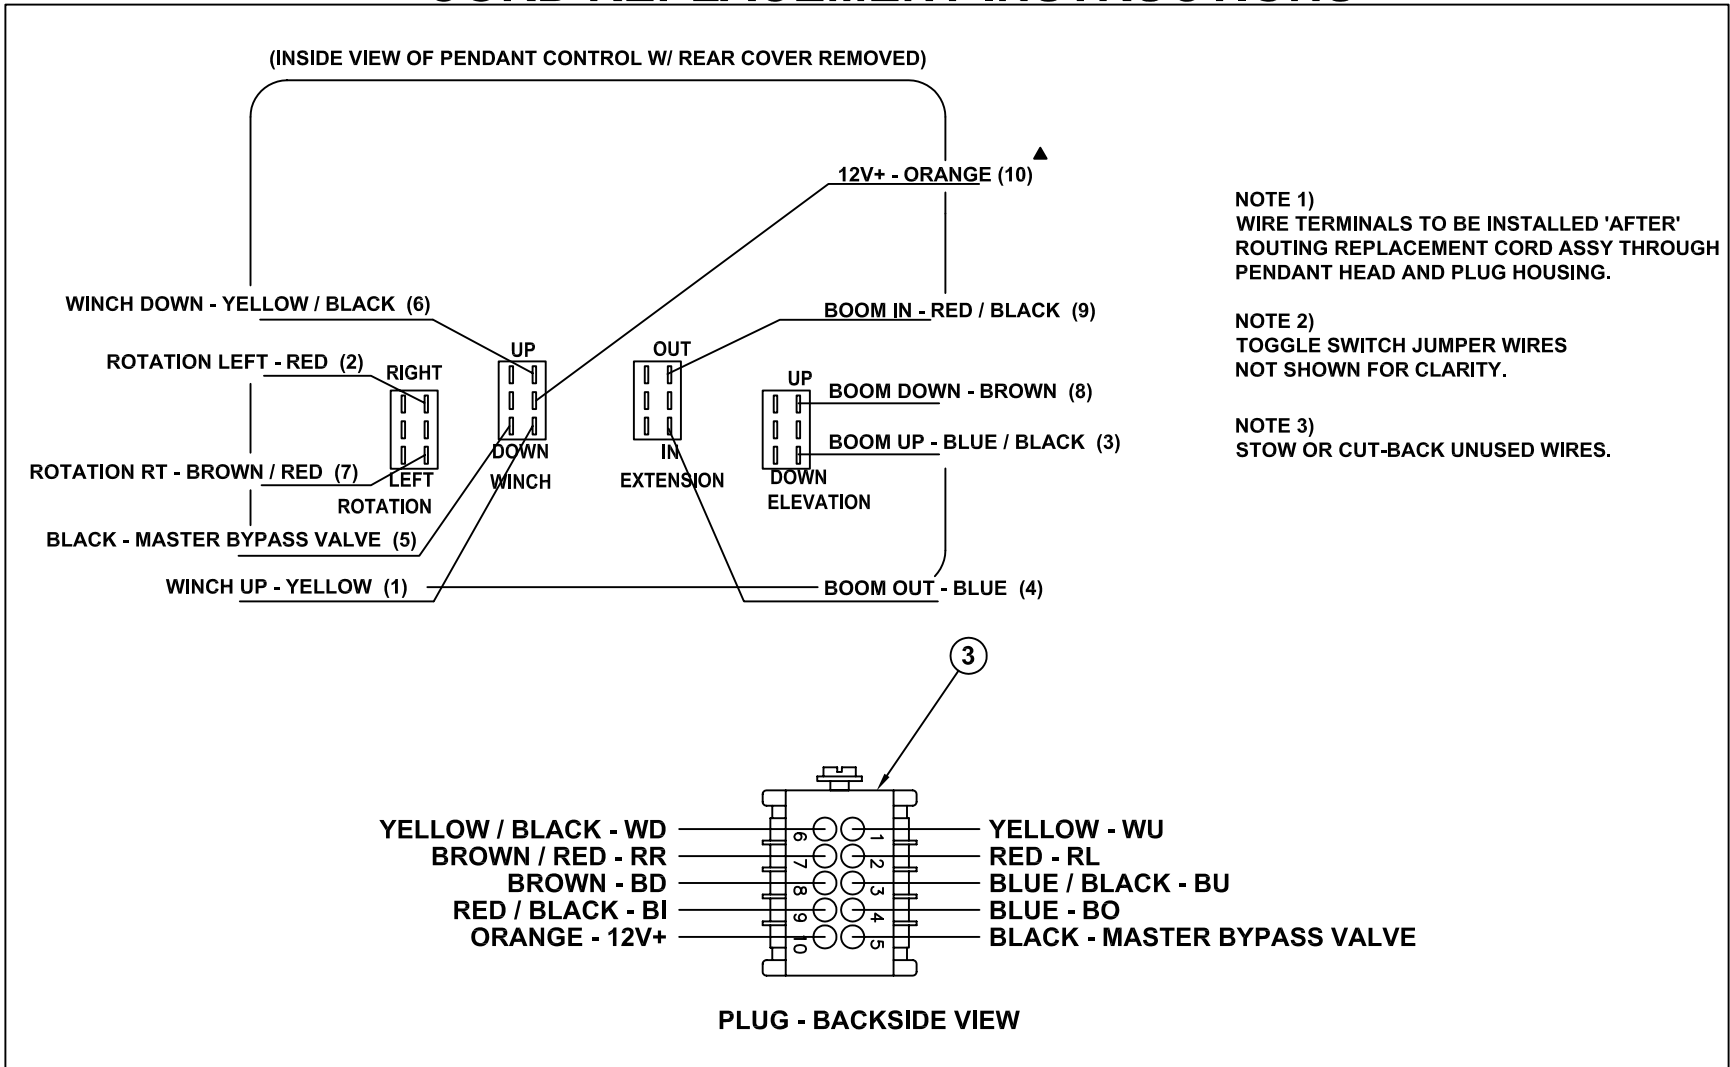 CORD REPLACEMENT INSTRUCTIONS
(INSIDE VIEW OF PENDANT CONTROL W/ REAR COVER REMOVED)
12V+ - ORANGE (10)
NOTE 1)
WIRE TERMINALS TO BE INSTALLED 'AFTER'
ROUTING REPLACEMENT CORD ASSY THROUGH
PENDANT HEAD AND PLUG HOUSING.
NOTE 2)
TOGGLE SWITCH JUMPER WIRES
NOT SHOWN FOR CLARITY.
NOTE 3)
STOW OR CUT-BACK UNUSED WIRES.
WINCH DOWN - YELLOW / BLACK (6)
BOOM IN - RED / BLACK (9)
ROTATION LEFT - RED (2)
RIGHT
UP
OUT
UP
BOOM DOWN - BROWN (8)
BOOM UP - BLUE / BLACK (3)
ROTATION RT - BROWN / RED (7)
LEFT
ROTATION
DOWN
WINCH
IN
EXTENSION
DOWN
ELEVATION
BLACK - MASTER BYPASS VALVE (5)
WINCH UP - YELLOW (1)
BOOM OUT - BLUE (4)
3
YELLOW / BLACK - WD
6
1
YELLOW - WU
BROWN / RED - RR
7
2
RED - RL
BROWN - BD
8
3
BLUE / BLACK - BU
RED / BLACK - BI
9
4
BLUE - BO
ORANGE - 12V+
10
5
BLACK - MASTER BYPASS VALVE
PLUG - BACKSIDE VIEW